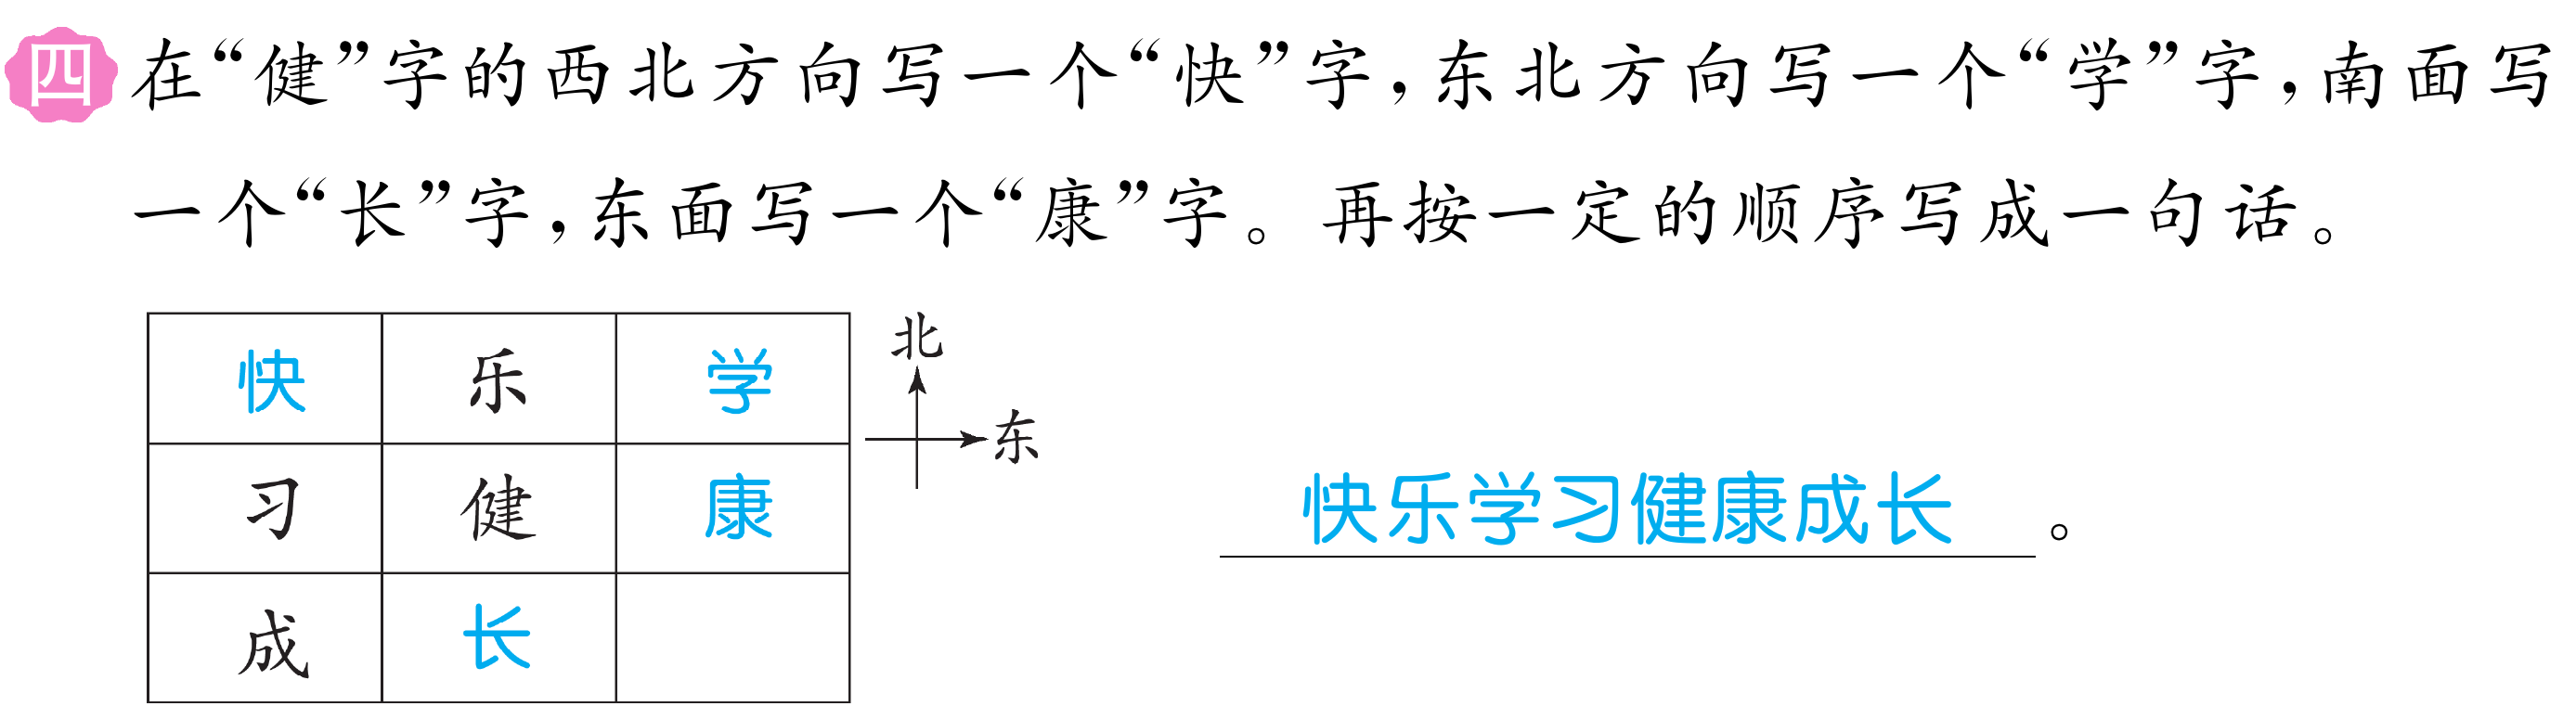 四 在“健”字的西北方向写一个“快”字，东北方向写一个“学”字，南面写
一个“长”字，东面写一个“康”字。再按一定的顺序写成一句话。
快 乐 学
习 健 康
成 长
北
东
快乐学习健康成长。